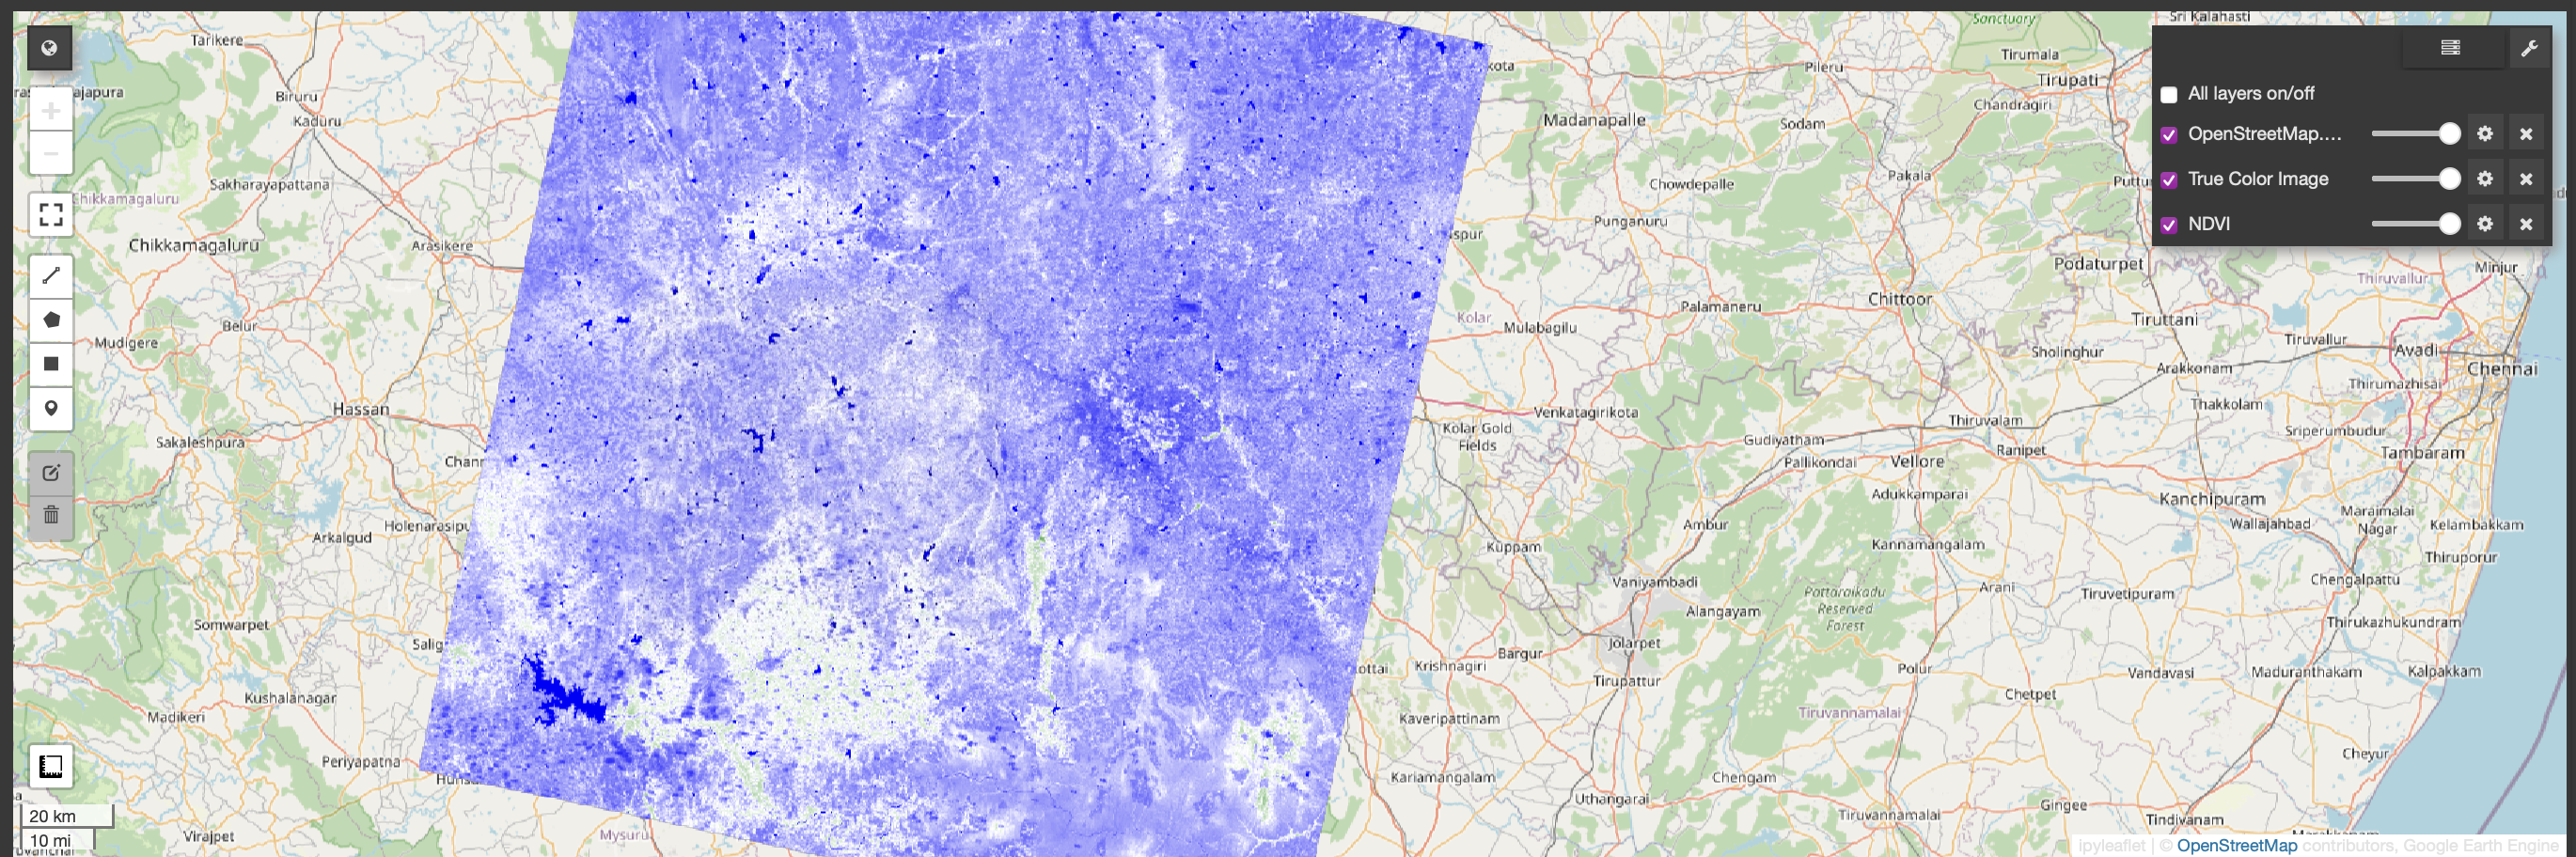 Sanctuary
Sri Kalahasti
Tarikere
Tirumala
kota
Pileru
Tirupati
ajapura
Biruru
All layers on/off
Chandragiri
Kaduru
Madanapalle
Sodam
OpenStreetMap....
Pakala
True Color Image
Sakharayapattana
Chowdepalle
Puttur
Chikkamagaluru
Punganuru
NDVI
spur
Chikkamagaluru
Arasikere
Podaturpet
Minjur
Thiruvallur
Chittoor
Palamaneru
Kolar
Mulabagilu
Tiruttani
Belur
Mudigere
Tiruvallur
Avadi
Sholinghur
Arakkonam
Chennai
Thirumazhisai
Hassan
Venkatagirikota
Thakkolam
Thiruvalam
Kolar Gold
Fields
Sriperumbudur
Sakaleshpura
Gudiyatham
Ranipet
Tambaram
Chann
Pallikondai
Vellore
Adukkamparai
Kanchipuram
Maraimalai
Nagar
Holenarasipu
Ambur
Wallajahbad
Kelambakkam
Arkalgud
Kuppam
Kannamangalam
Thiruporur
Vaniyambadi
Chengalpattu
Arani
Tiruvetipuram
Pattaraikadu
Reserved
Forest
Alangayam
Somwarpet
Thirukazhukundram
Salig
Jolarpet
Bargur
ottai
Krishnagiri
Polur
Vandavasi
Maduranthakam
Kalpakkam
Tirupattur
Kushalanagar
Chetpet
Madikeri
Kaveripattinam
Tiruvannamalai
Cheyur
Periyapatna
Kariamangalam
Chengam
Uthangarai
Gingee
20 km
Tiruvannamalai
Tindivanam
Virajpet
Mysuru
10 mi
ipyleaflet | © OpenStreetMap contributors, Google Earth Engine